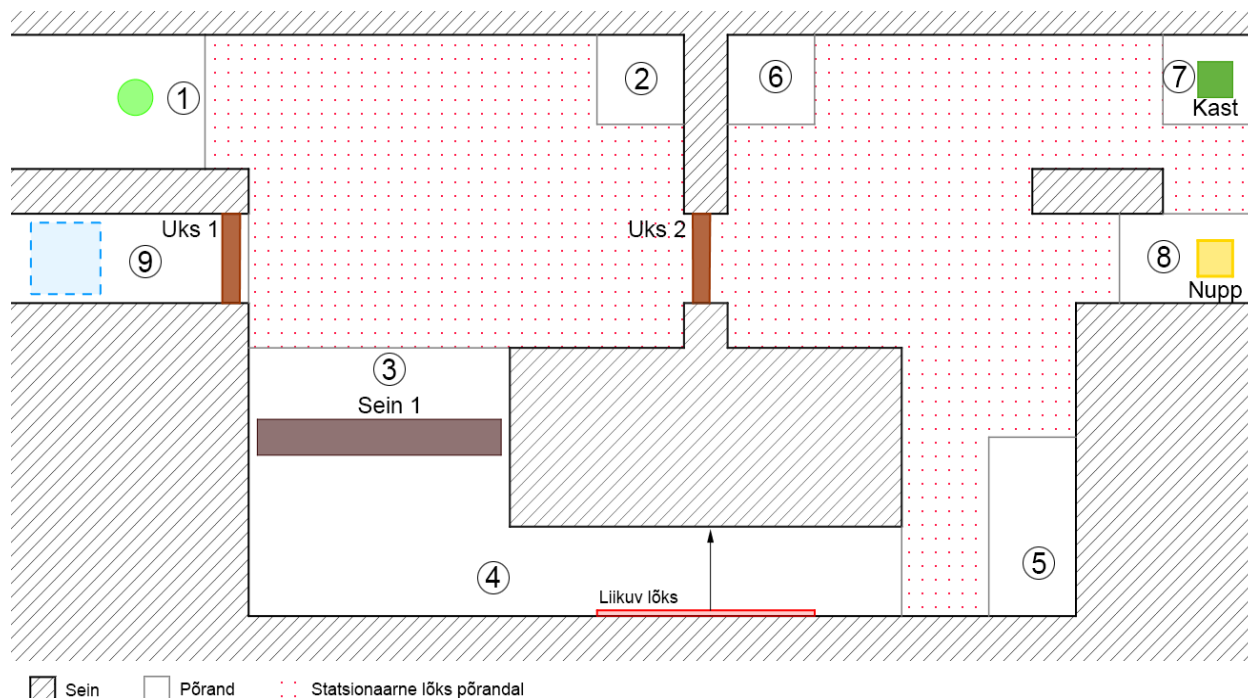 1
2
6
7
Kast
Uks 1
Uks 2
9
8
Nupp
3
Sein 1
4
5
Liikuv lõks
Sein
Põrand
Statsionaarne lõks põrandal